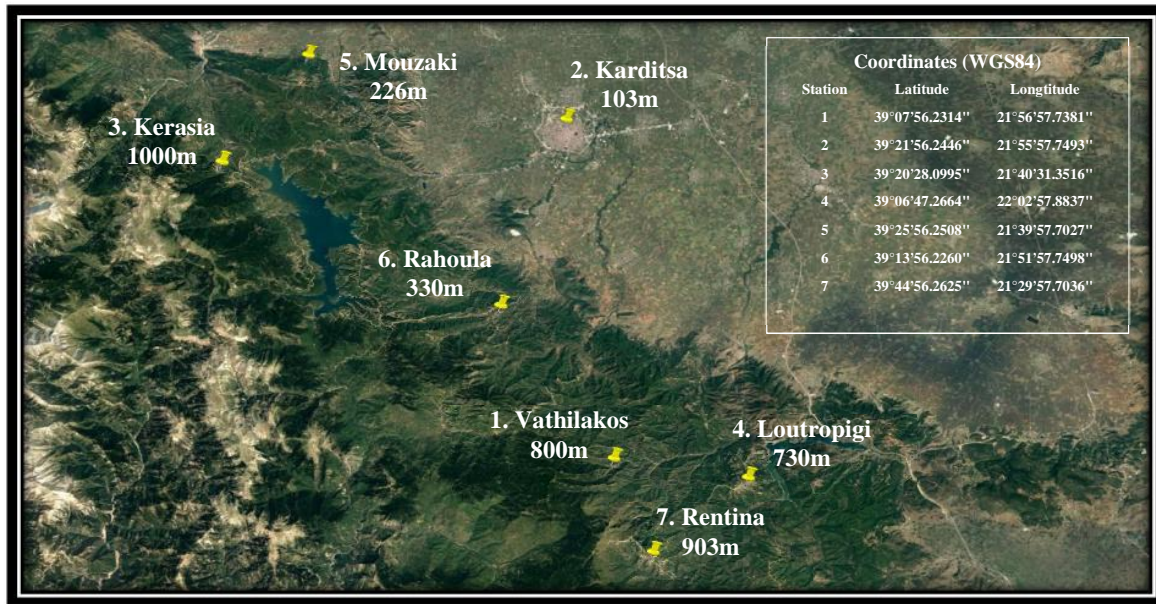 5. Mouzaki
226m
2. Karditsa
103m
3. Kerasia
1000m
6. Rahoula
330m
1. Vathilakos
800m
4. Loutropigi
730m
7. Rentina
903m
Coordinates (WGS84)
Station Latitude Longtitude
1 39°07'56.2314" 21°56'57.7381"
2 39°21'56.2446" 21°55'57.7493"
3 39°20'28.0995" 21°40'31.3516"
4 39°06'47.2664" 22°02'57.8837"
5 39°25'56.2508" 21°39'57.7027"
6 39°13'56.2260" 21°51'57.7498"
7 39°44'56.2625" 21°29'57.7036"